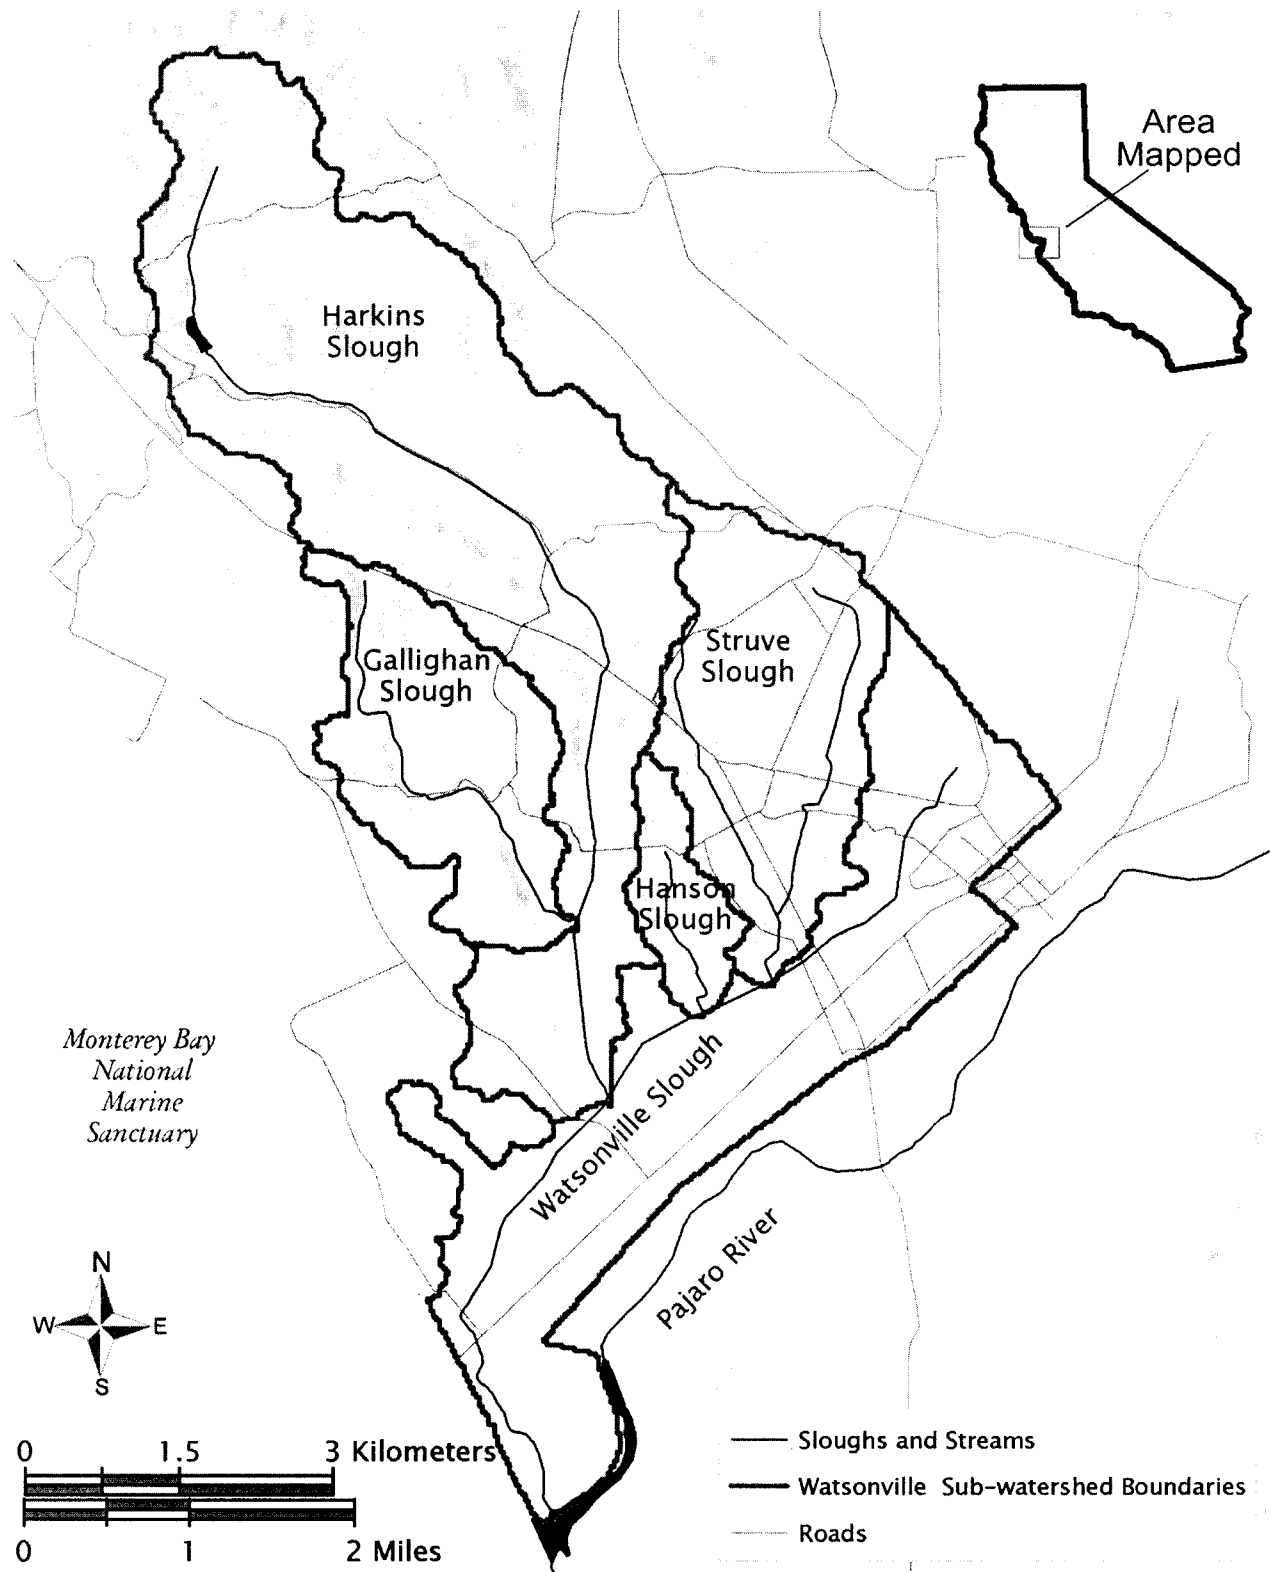 Area
Mapped
Harkins
Slough
Struve
Slough
Gallighan
Slough
Hanson
Slough
Monterey Bay
National
Marine
Sanctuary
Watsonville Slough
Pajaro River
N
W E
S
0 1.5 3 Kilometers
0 1 2 Miles
Sloughs and Streams
Watsonville Sub-watershed Boundaries
Roads